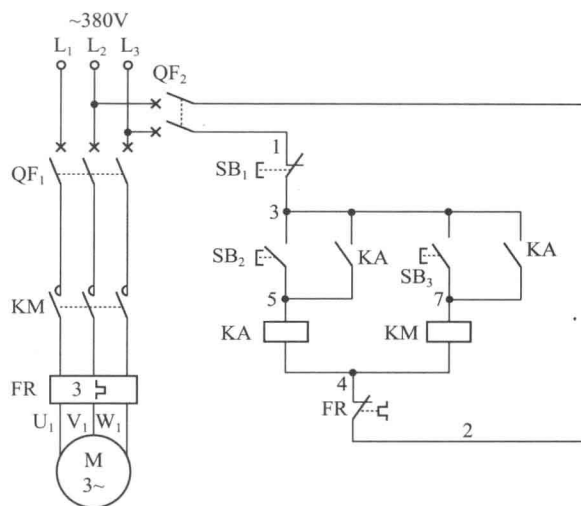 ~380V
L₁ L₂ L₃
QF₂
1
QF₁
SB₁
3
SB₂ KA SB₃ KA
5 7
KM
KA KM
4
FR 3
FR
2
U₁ V₁ W₁
M
3~